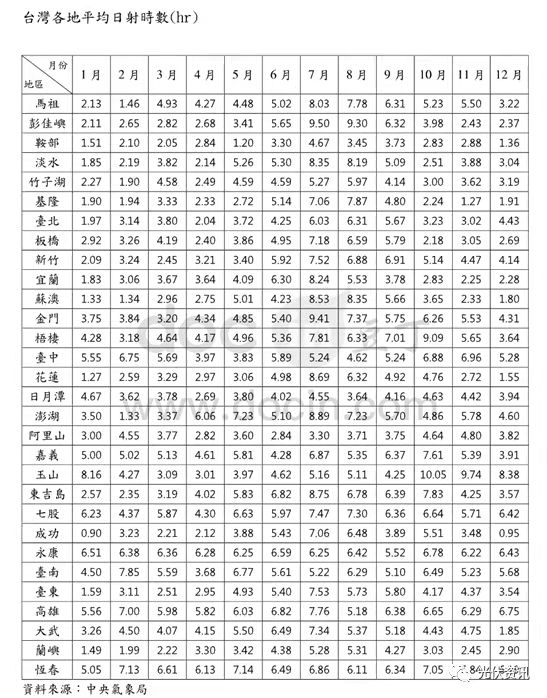 台灣各地平均日射時數(hr)
月份 1月 2月 3月 4月 5月 6月 7月 8月 9月 10月 11月 12月
地區
馬祖 2.13 1.46 4.93 4.27 4.48 5.02 8.03 7.78 6.31 5.23 5.50 3.22
彭佳嶼 2.11 2.65 2.82 2.68 3.41 5.65 9.50 9.30 6.32 3.98 2.43 2.37
鞍部 1.51 2.10 2.05 2.84 1.20 3.30 4.67 3.45 3.73 2.83 2.88 1.36
淡水 1.85 2.19 3.82 2.14 5.26 5.30 8.35 8.19 5.09 2.51 3.88 3.04
竹子湖 2.27 1.90 4.58 2.49 4.59 4.59 5.27 5.97 4.14 3.00 3.62 3.19
基隆 1.90 1.94 3.33 2.33 2.72 5.14 7.06 7.87 4.80 2.24 1.27 1.91
臺北 1.97 3.14 3.80 2.04 3.72 4.25 6.03 6.31 5.67 3.23 3.02 4.43
板橋 2.92 3.26 4.19 2.40 3.86 4.95 7.18 6.59 5.79 2.18 3.05 2.69
新竹 2.09 3.24 2.45 3.21 3.40 5.92 7.52 6.88 6.91 5.14 4.47 4.14
宜蘭 1.83 3.06 3.67 3.64 4.09 6.30 8.24 5.53 3.78 2.83 2.25 2.28
蘇澳 1.33 1.34 2.96 2.75 5.01 4.23 8.53 8.35 5.66 3.65 2.33 1.80
金門 3.75 3.84 3.20 4.34 4.85 5.40 9.41 7.37 5.75 6.26 5.53 4.31
梧棲 4.28 3.18 4.64 4.17 4.96 5.36 7.81 6.33 7.01 9.09 5.65 3.64
臺中 5.55 6.75 5.69 3.97 3.83 5.89 5.24 4.62 5.24 6.88 6.96 5.28
花蓮 1.27 2.59 3.29 2.97 3.06 4.98 8.69 6.32 4.92 4.76 2.72 1.55
日月潭 4.67 3.62 3.78 2.69 3.80 4.02 4.55 3.64 4.16 4.63 4.42 3.94
澎湖 3.50 1.33 3.37 6.06 7.23 5.10 8.89 7.23 5.70 4.86 5.78 4.60
阿里山 3.00 4.55 3.77 2.82 3.60 2.84 3.30 3.71 3.75 4.64 4.80 3.82
嘉義 5.00 5.02 5.13 4.61 5.81 4.28 6.87 5.35 6.37 7.61 5.39 3.91
玉山 8.16 4.27 3.09 3.01 3.97 4.62 5.16 5.11 4.25 10.05 9.74 8.38
東吉島 2.57 2.35 3.19 4.02 5.83 6.82 8.75 6.78 6.39 7.83 4.25 3.57
七股 6.23 4.37 5.87 4.30 6.63 5.97 7.47 7.30 6.36 6.64 5.71 6.42
成功 0.90 3.23 2.21 2.12 3.88 5.43 7.06 6.48 3.89 5.51 3.48 0.95
永康 6.51 6.38 6.36 6.28 6.25 6.59 6.25 6.42 5.52 6.78 6.22 6.43
臺南 4.50 7.85 5.59 3.68 6.77 5.61 5.22 6.29 5.10 6.49 5.23 5.68
臺東 1.59 3.11 2.51 2.95 4.93 5.40 7.53 5.73 5.80 4.17 4.37 3.54
高雄 5.56 7.00 5.98 5.82 6.03 6.82 7.76 5.18 6.38 6.65 6.29 6.75
大武 3.26 4.50 4.07 4.15 5.50 6.49 7.34 5.37 5.18 4.43 4.75 1.85
蘭嶼 1.49 1.99 2.22 3.30 3.42 4.38 5.28 5.31 4.27 3.03 2.45 2.90
恆春 5.05 7.13 6.61 6.13 7.14 6.49 6.86 6.11 6.34 7.05
資料來源：中央氣象局
www.docin.com
豆丁
光伏资讯